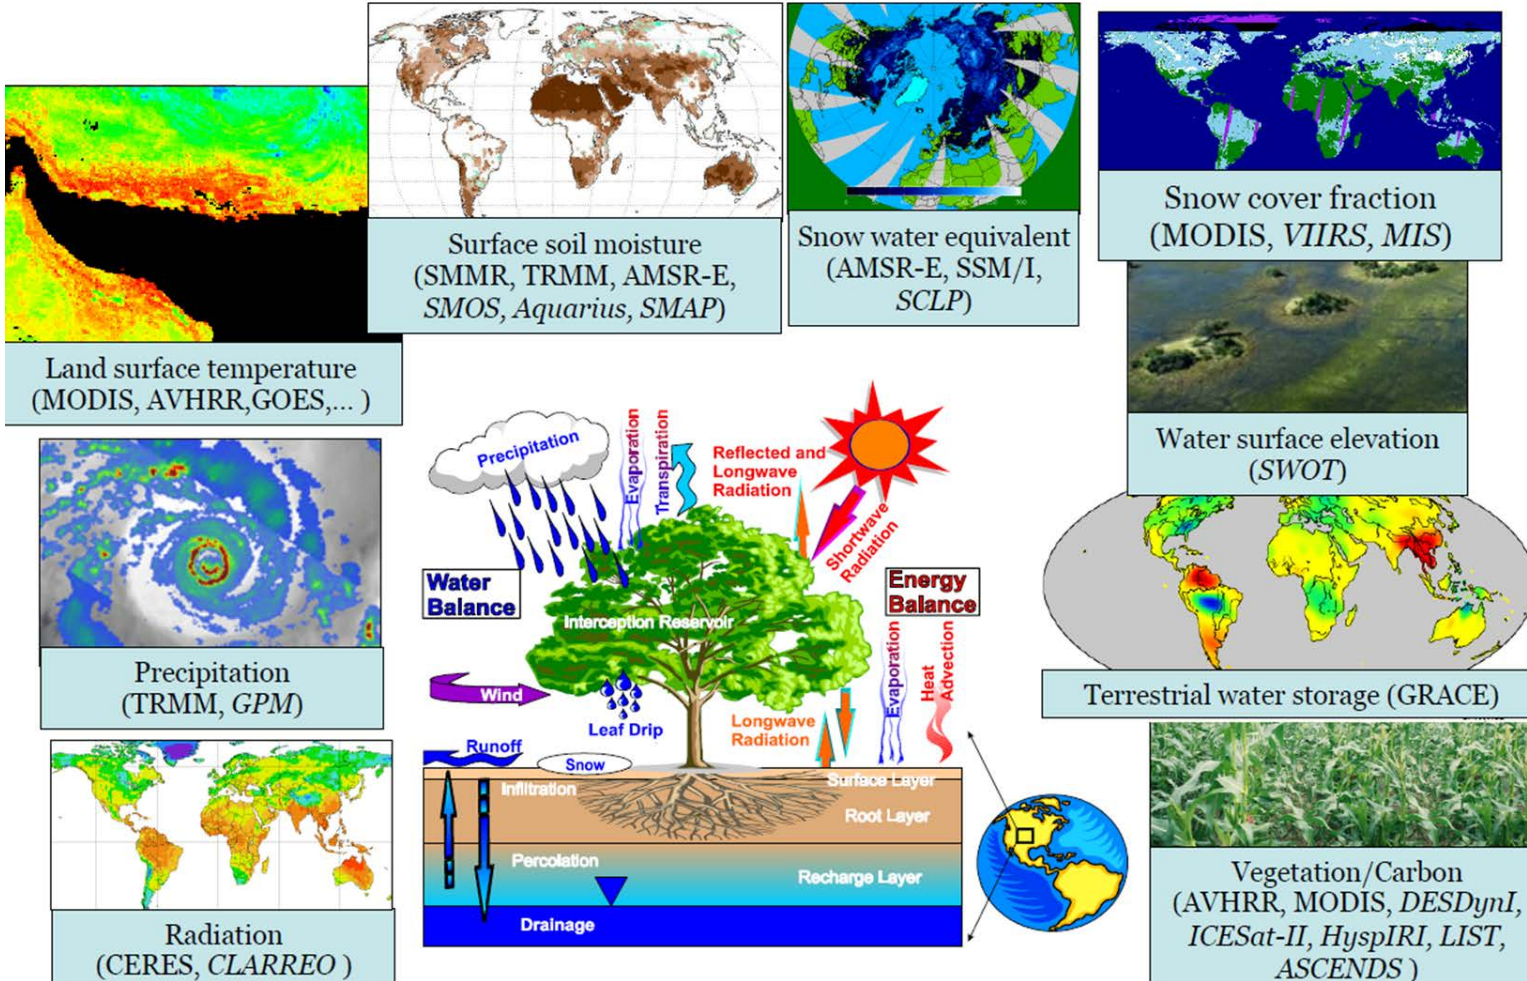 Surface soil moisture
(SMMR, TRMM, AMSR-E,
SMOS, Aquarius, SMAP)
Snow water equivalent
(AMSR-E, SSM/I,
SCLP)
Snow cover fraction
(MODIS, VIIRS, MIS)
Land surface temperature
(MODIS, AVHRR,GOES,... )
Water surface elevation
(SWOT)
Precipitation
(TRMM, GPM)
Terrestrial water storage (GRACE)
Radiation
(CERES, CLARREO )
Vegetation/Carbon
(AVHRR, MODIS, DESDynI,
ICESat-II, HyspIRI, LIST,
ASCENDS )
Precipitation
Evaporation
Transpiration
Reflected and
Longwave
Radiation
Shortwave
Radiation
Water
Balance
Energy
Balance
Interception Reservoir
Wind
Leaf Drip
Longwave
Radiation
Evaporation
Heat
Advection
Runoff
Snow
Infiltration
Surface Layer
Root Layer
Percolation
Recharge Layer
Drainage